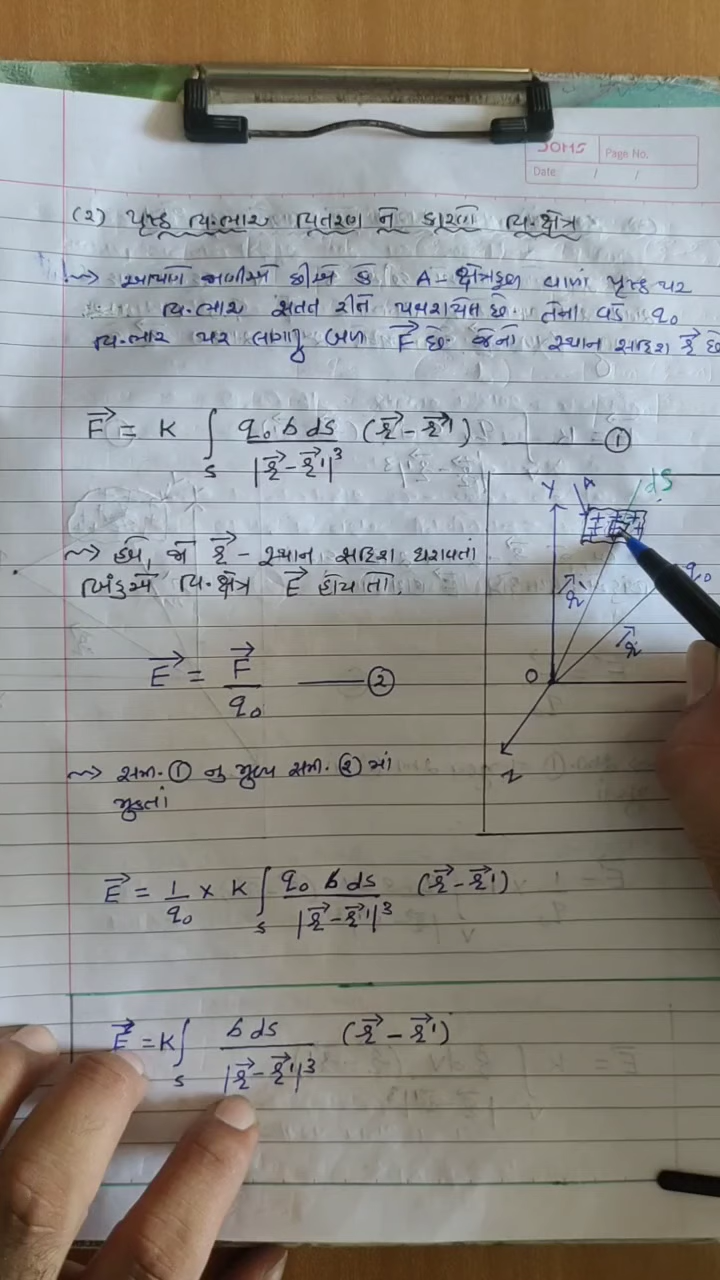 JOMS
Page No.
Date / /
(૨) પૃષ્ઠ વિ.ભાર વિતરણ ને કારણે વિ.ક્ષેત્ર
આપણે જાણીએ છીએ કે A - ક્ષેત્રફળ વાળા પૃષ્ઠ પર
વિ.ભાર સતત રીતે પથરાયેલ છે. તેના વડે q₀
વિ.ભાર પર લાગતું બળ F⃗ છે. જેનો સ્થાન સદિશ r⃗ છે
F⃗ = K ∫ₛ q₀ б ds / |r⃗ - r⃗'|³ (r⃗ - r⃗') ——— ①
Y A ds
q₀
r⃗'
r⃗
O
z
~> હવે, જો r⃗ - સ્થાન સદિશ ધરાવતાં
બિંદુએ વિ.ક્ષેત્ર E⃗ હોય તો,
E⃗ = F⃗ / q₀ ——— ②
~> સમી. ① નુ મુલ્ય સમી. ② માં
મુકતાં
E⃗ = 1/q₀ × K ∫ₛ q₀ б ds / |r⃗ - r⃗'|³ (r⃗ - r⃗')
E⃗ = K ∫ₛ б ds / |r⃗ - r⃗'|³ (r⃗ - r⃗')